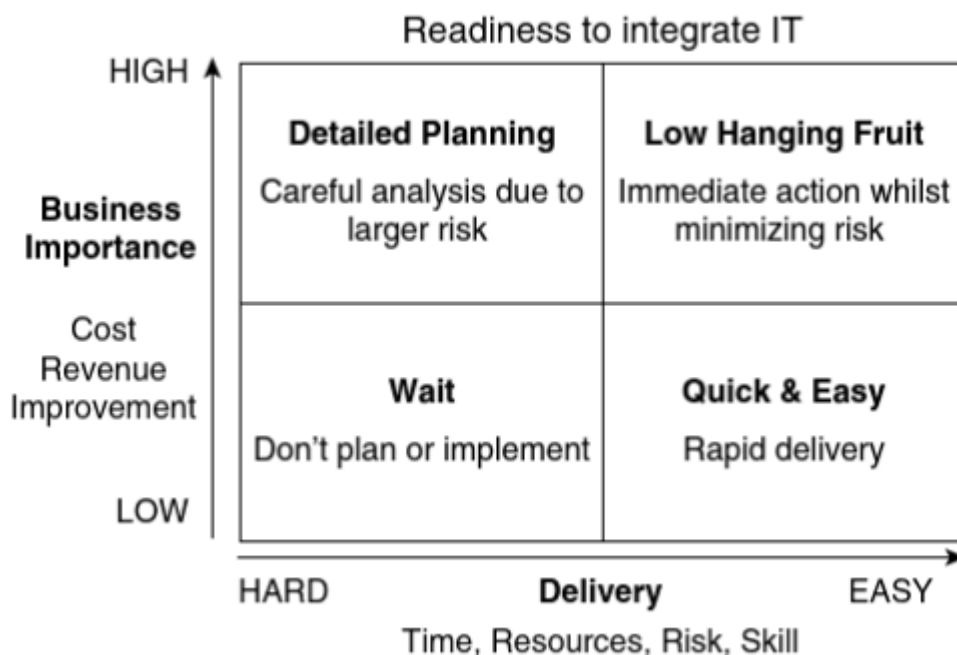 Readiness to integrate IT
HIGH
Detailed Planning
Careful analysis due to
larger risk
Low Hanging Fruit
Immediate action whilst
minimizing risk
Business
Importance
Cost
Revenue
Improvement
Wait
Don't plan or implement
Quick & Easy
Rapid delivery
LOW
HARD
Delivery
EASY
Time, Resources, Risk, Skill